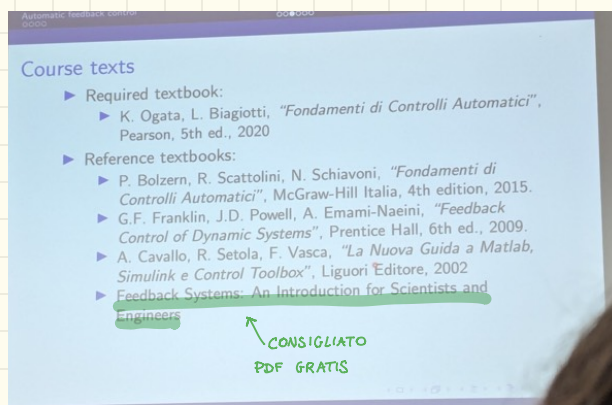 Automatic feedback control
Course texts
▶ Required textbook:
▶ K. Ogata, L. Biagiotti, "Fondamenti di Controlli Automatici",
Pearson, 5th ed., 2020
▶ Reference textbooks:
▶ P. Bolzern, R. Scattolini, N. Schiavoni, "Fondamenti di
Controlli Automatici", McGraw-Hill Italia, 4th edition, 2015.
▶ G.F. Franklin, J.D. Powell, A. Emami-Naeini, "Feedback
Control of Dynamic Systems", Prentice Hall, 6th ed., 2009.
▶ A. Cavallo, R. Setola, F. Vasca, "La Nuova Guida a Matlab,
Simulink e Control Toolbox", Liguori Editore, 2002
▶ Feedback Systems: An Introduction for Scientists and
Engineers
CONSIGLIATO
PDF GRATIS